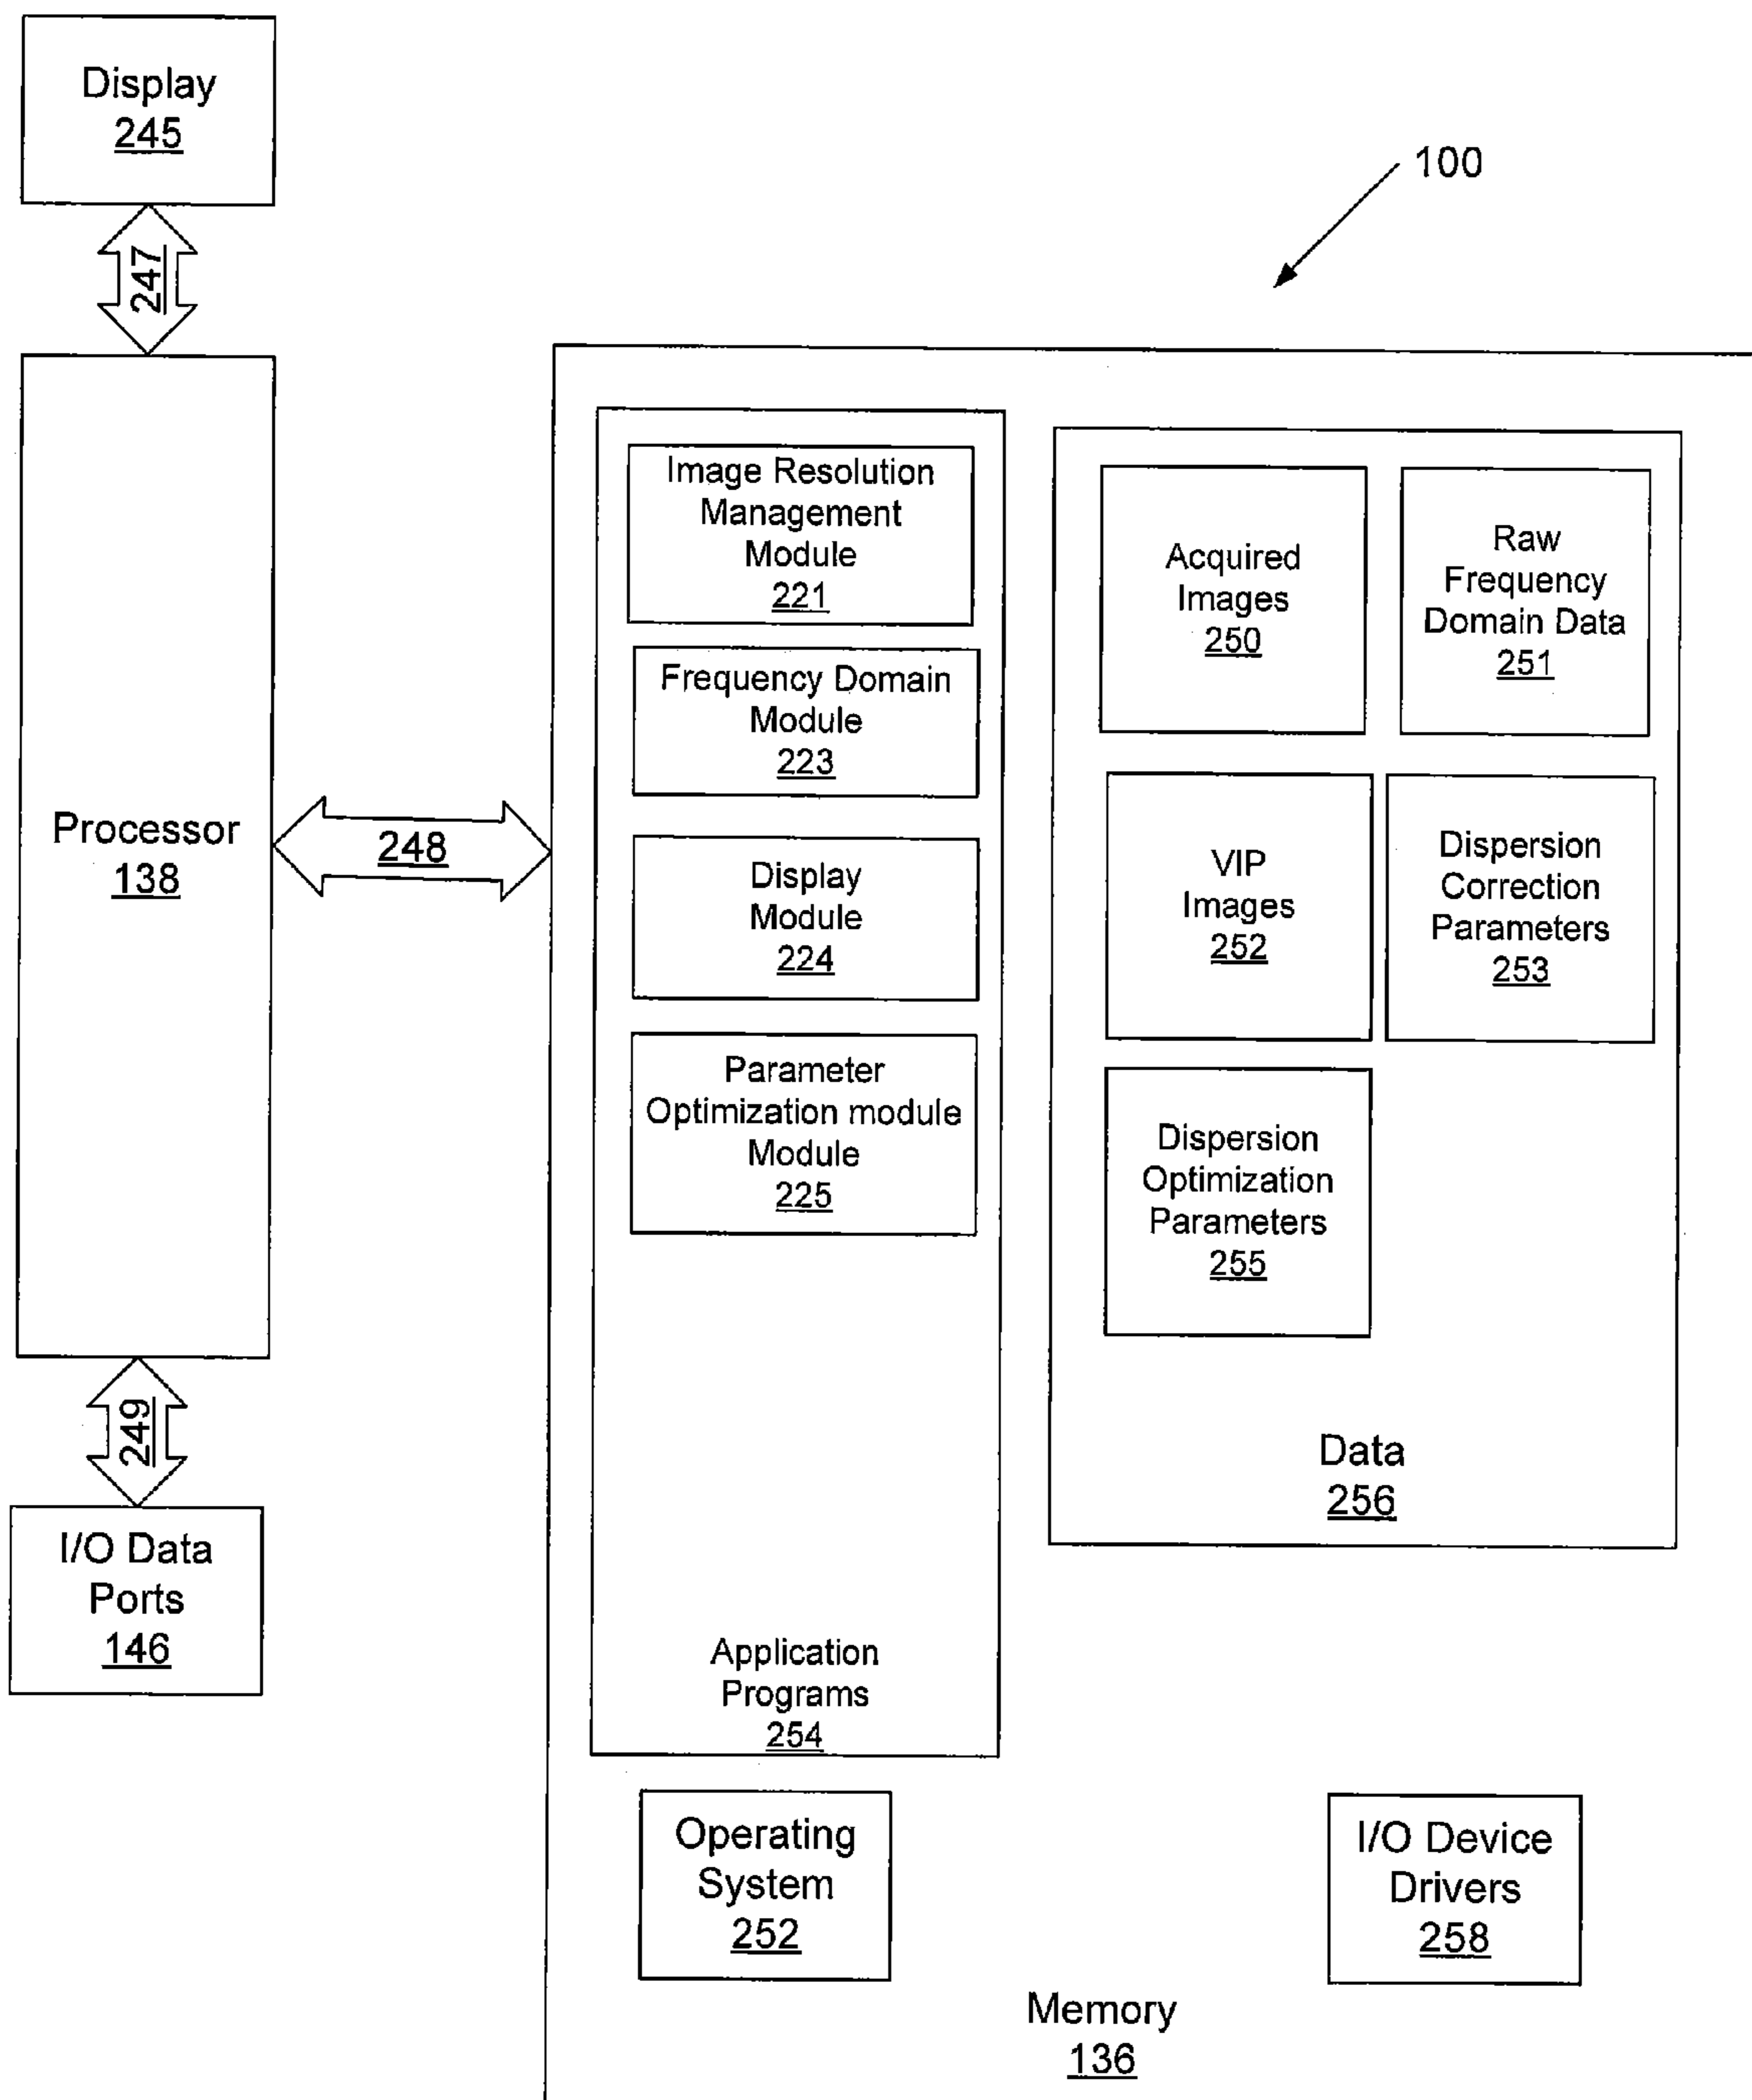 Display
245
100
247
Processor
138
248
249
I/O Data
Ports
146
Image Resolution
Management
Module
221
Frequency Domain
Module
223
Display
Module
224
Parameter
Optimization module
Module
225
Application
Programs
254
Acquired
Images
250
Raw
Frequency
Domain Data
251
VIP
Images
252
Dispersion
Correction
Parameters
253
Dispersion
Optimization
Parameters
255
Data
256
Operating
System
252
I/O Device
Drivers
258
Memory
136